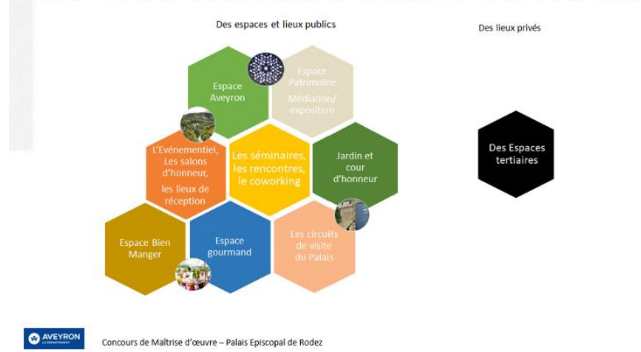 Des espaces et lieux publics
Des lieux privés
Espace
Aveyron
Espace
Patrimoine
Médiation/
exposition
L'Evénementiel,
Les salons
d'honneur,
les lieux de
réception
Les séminaires,
les rencontres,
le coworking
Jardin et
cour
d'honneur
Des Espaces
tertiaires
Espace Bien
Manger
Espace
gourmand
Les circuits
de visite
du Palais
AVEYRON
LE DÉPARTEMENT
Concours de Maîtrise d'œuvre – Palais Episcopal de Rodez